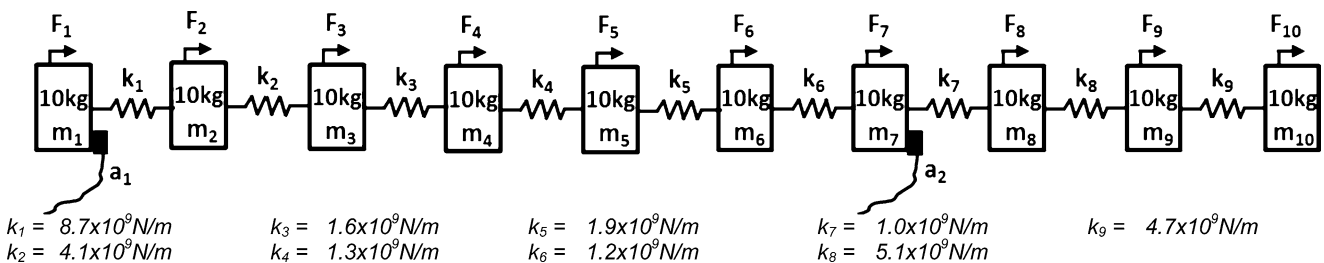 F₁ F₂ F₃ F₄ F₅ F₆ F₇ F₈ F₉ F₁₀
k₁ k₂ k₃ k₄ k₅ k₆ k₇ k₈ k₉
10kg 10kg 10kg 10kg 10kg 10kg 10kg 10kg 10kg 10kg
m₁ m₂ m₃ m₄ m₅ m₆ m₇ m₈ m₉ m₁₀
a₁ a₂
k₁ = 8.7x10⁹N/m k₃ = 1.6x10⁹N/m k₅ = 1.9x10⁹N/m k₇ = 1.0x10⁹N/m k₉ = 4.7x10⁹N/m
k₂ = 4.1x10⁹N/m k₄ = 1.3x10⁹N/m k₆ = 1.2x10⁹N/m k₈ = 5.1x10⁹N/m